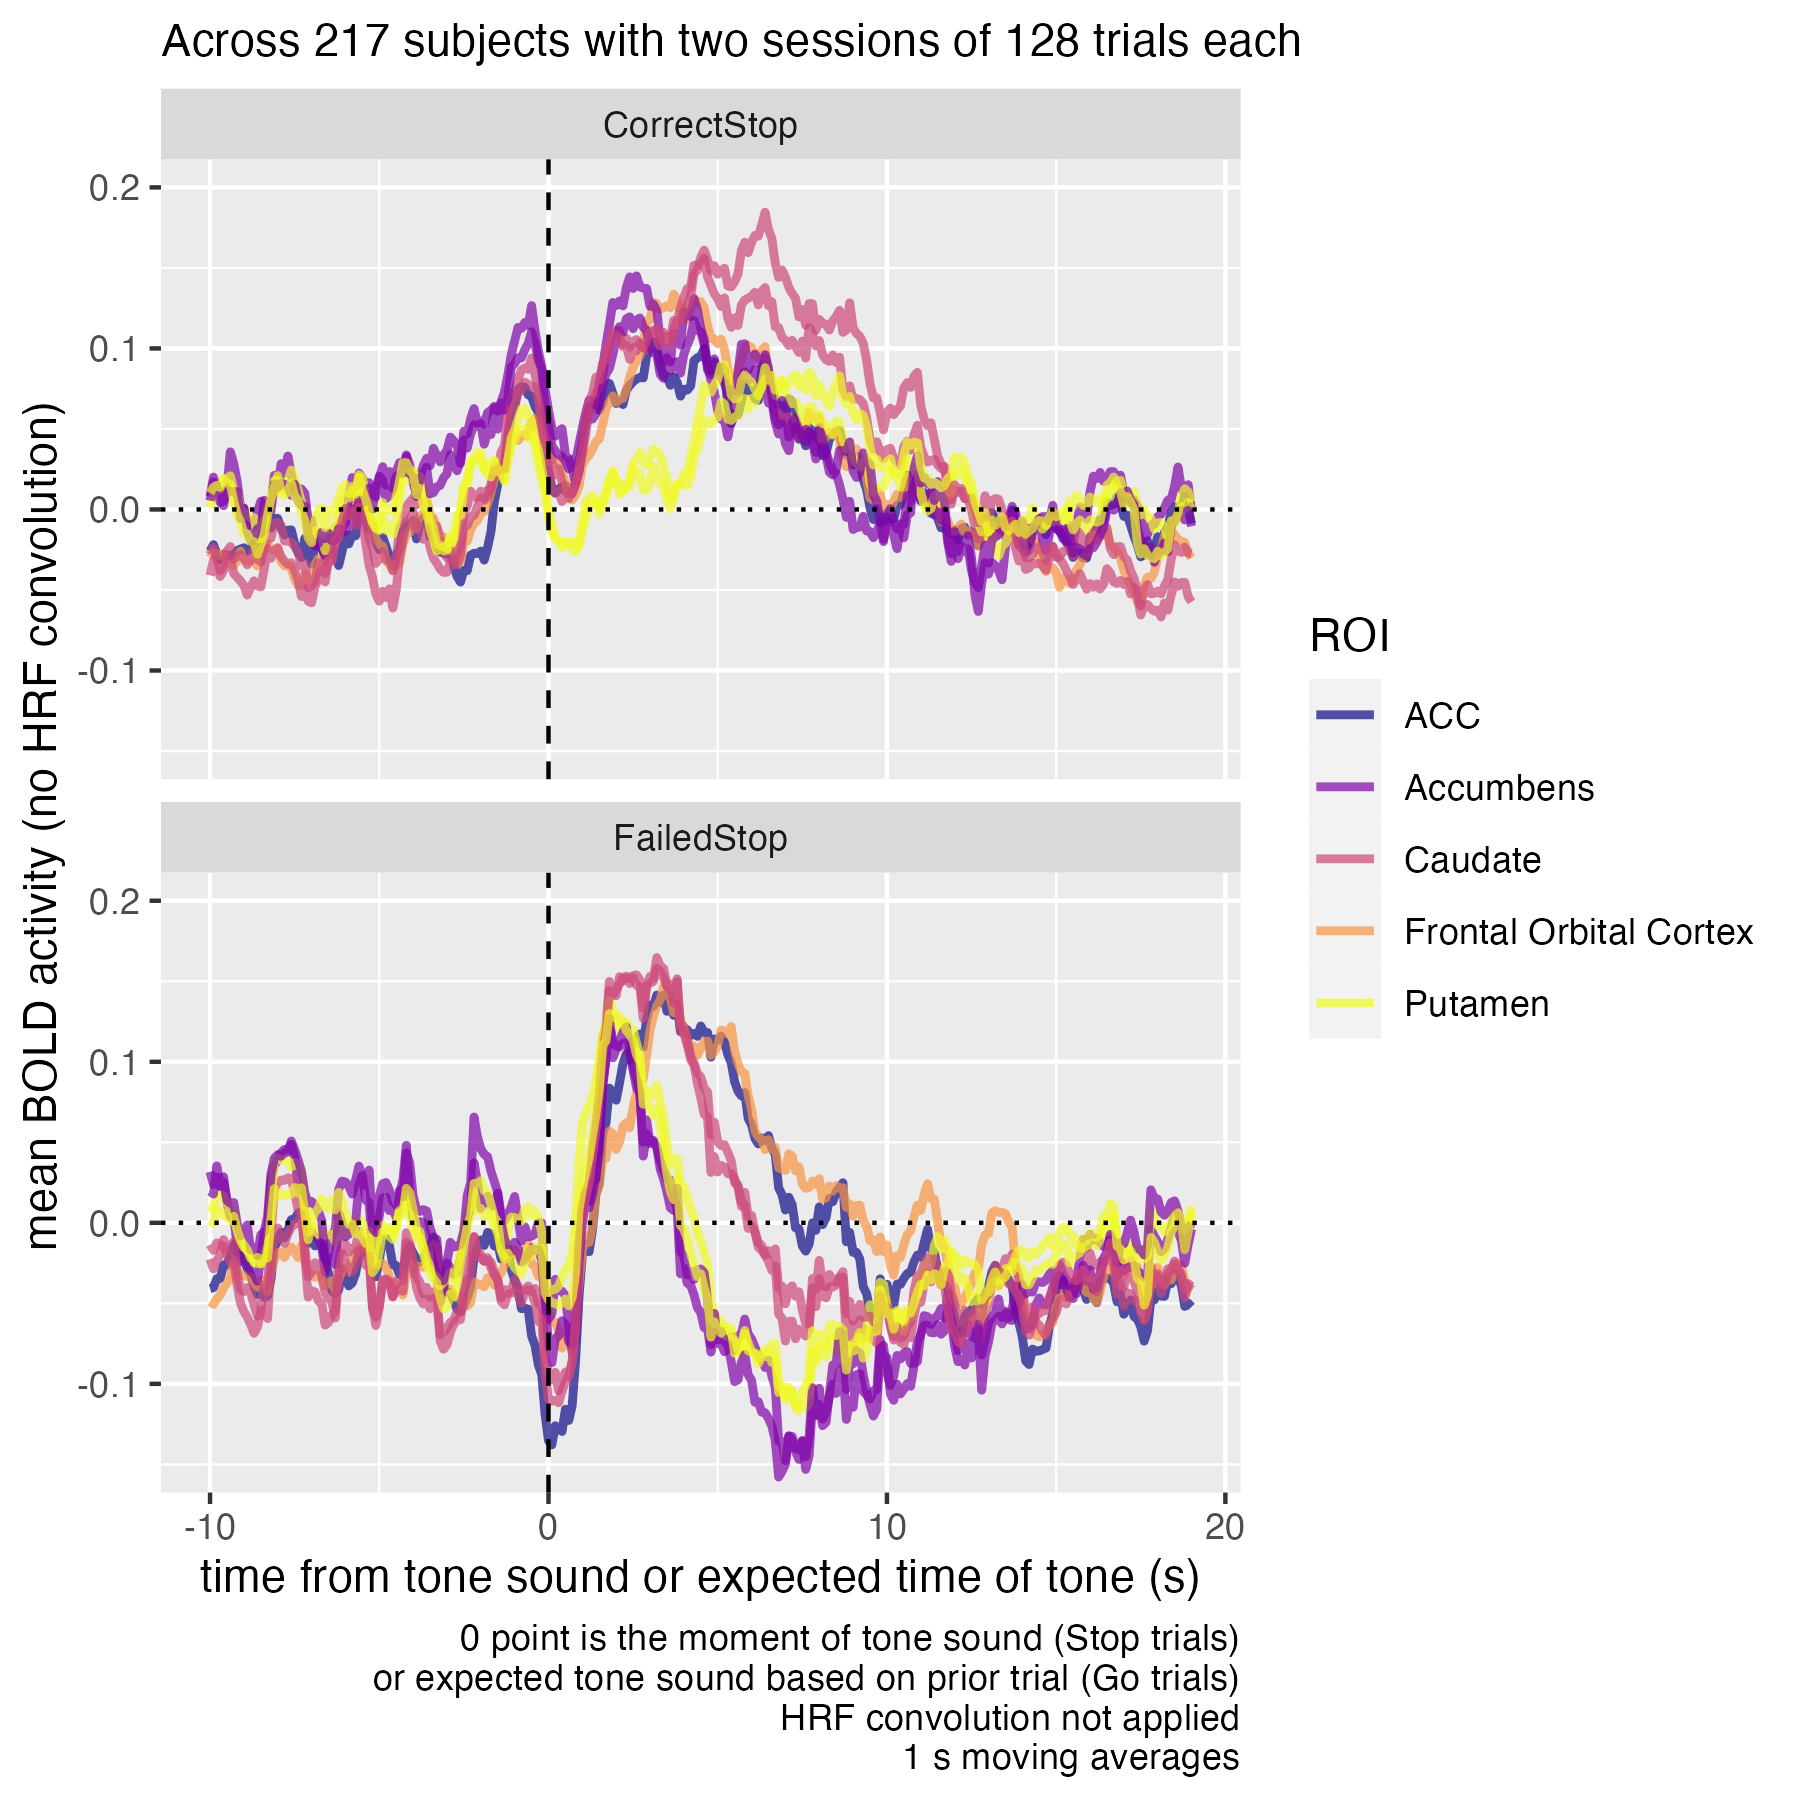 Across 217 subjects with two sessions of 128 trials each
CorrectStop
0.2
0.1
0.0
-0.1
mean BOLD activity (no HRF convolution)
FailedStop
0.2
0.1
0.0
-0.1
-10
0
10
20
time from tone sound or expected time of tone (s)
0 point is the moment of tone sound (Stop trials)
or expected tone sound based on prior trial (Go trials)
HRF convolution not applied
1 s moving averages
ROI
ACC
Accumbens
Caudate
Frontal Orbital Cortex
Putamen